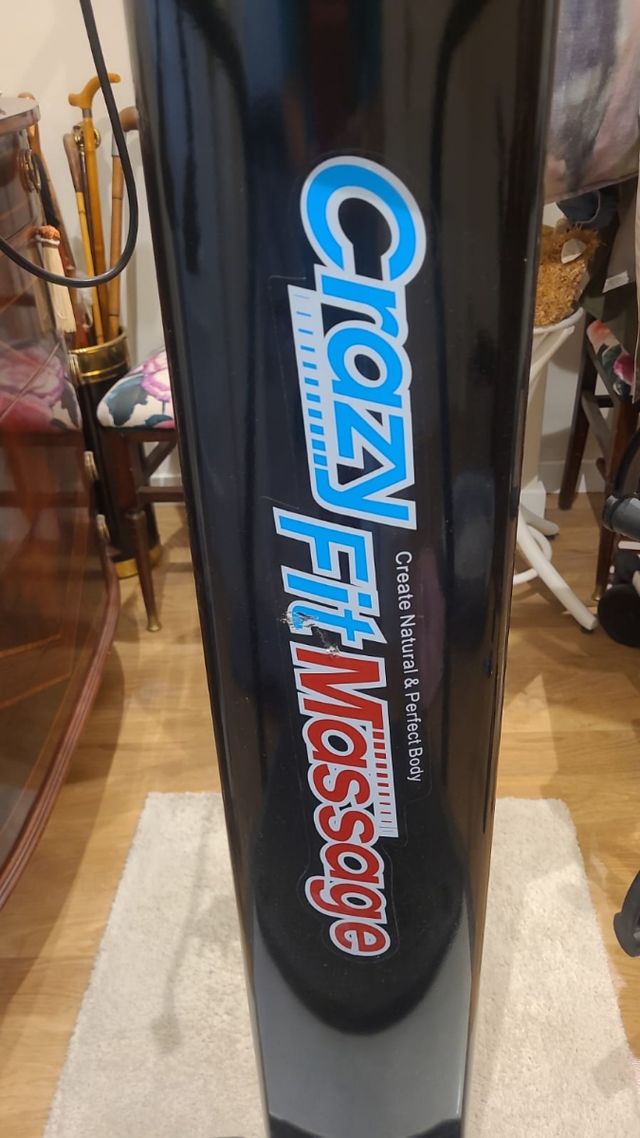 Crazy
Fit Massage
Create Natural & Perfect Body